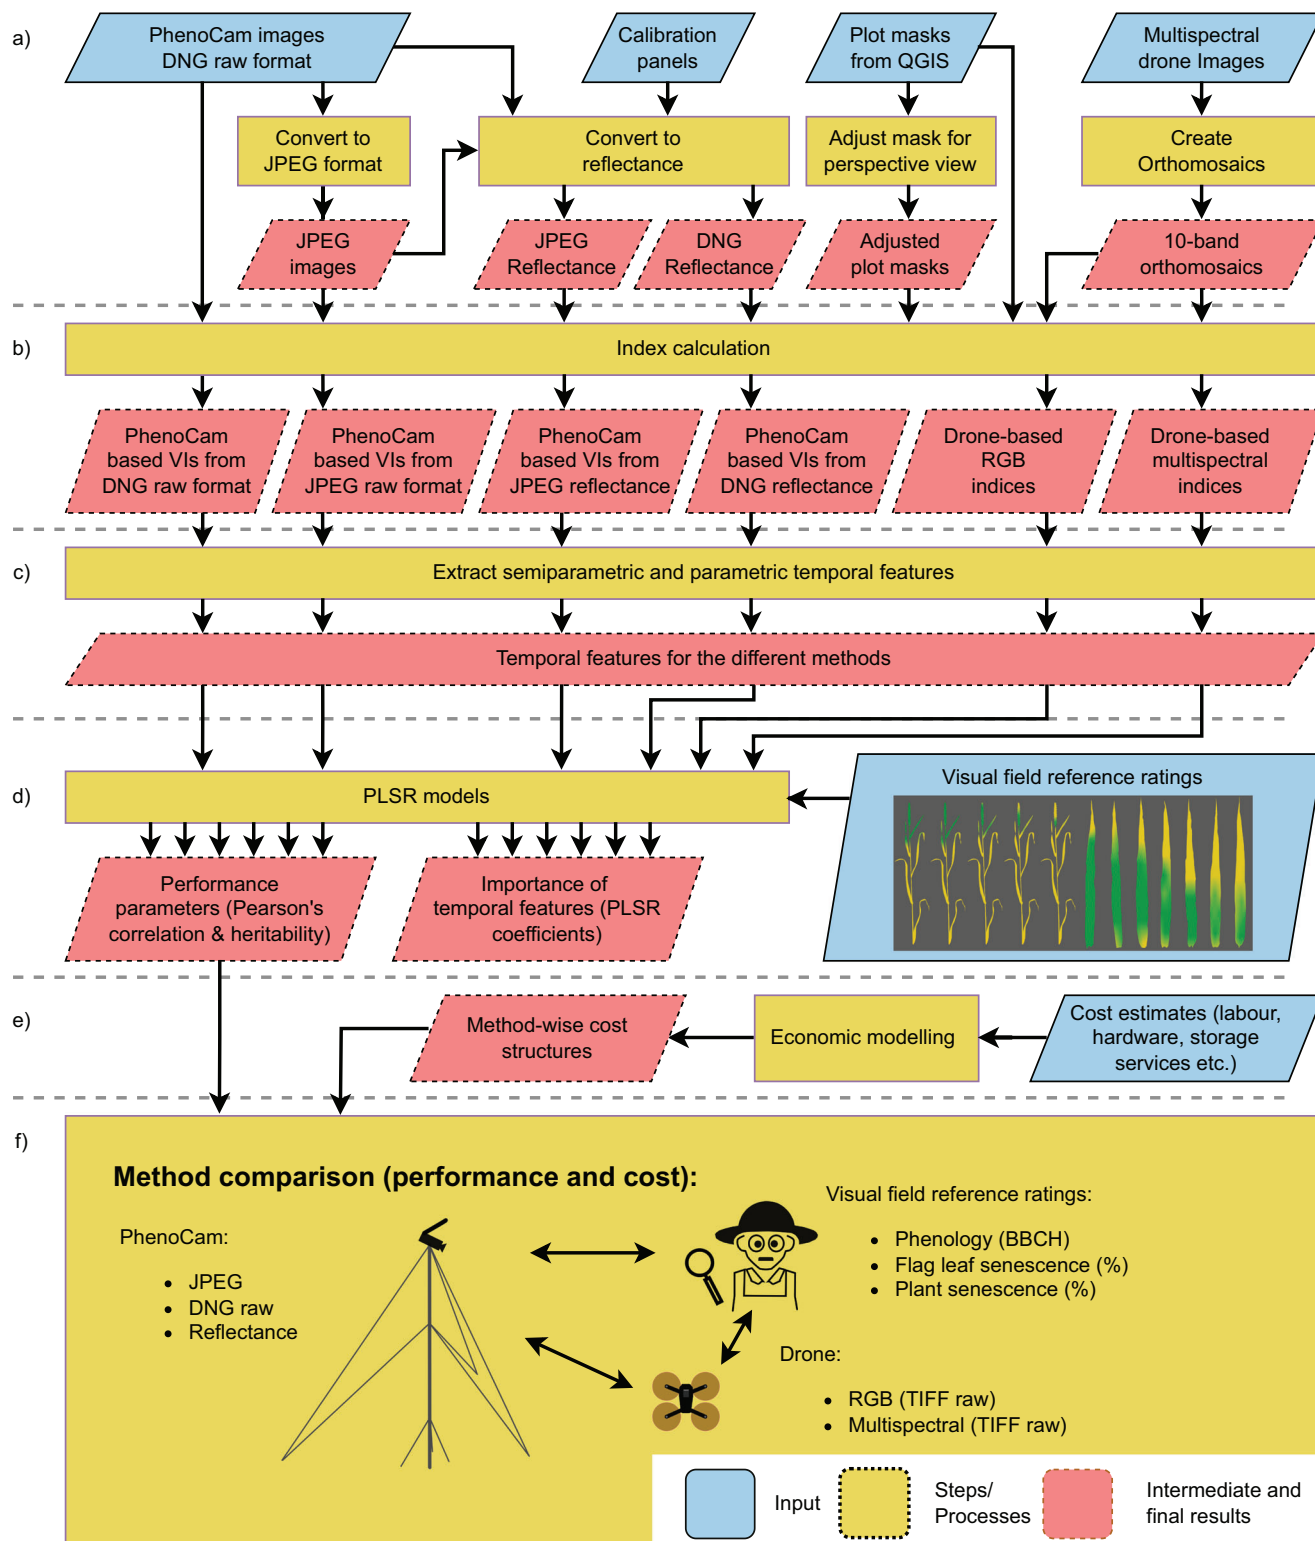 a)
PhenoCam images
DNG raw format
Calibration
panels
Plot masks
from QGIS
Multispectral
drone Images
Convert to
JPEG format
Convert to
reflectance
Adjust mask for
perspective view
Create
Orthomosaics
JPEG
images
JPEG
Reflectance
DNG
Reflectance
Adjusted
plot masks
10-band
orthomosaics
b)
Index calculation
PhenoCam
based VIs from
DNG raw format
PhenoCam
based VIs from
JPEG raw format
PhenoCam
based VIs from
JPEG reflectance
PhenoCam
based VIs from
DNG reflectance
Drone-based
RGB
indices
Drone-based
multispectral
indices
c)
Extract semiparametric and parametric temporal features
Temporal features for the different methods
d)
PLSR models
Visual field reference ratings
Performance
parameters (Pearson's
correlation & heritability)
Importance of
temporal features (PLSR
coefficients)
e)
Method-wise cost
structures
Economic modelling
Cost estimates (labour,
hardware, storage
services etc.)
f)
Method comparison (performance and cost):
PhenoCam:
• JPEG
• DNG raw
• Reflectance
Visual field reference ratings:
• Phenology (BBCH)
• Flag leaf senescence (%)
• Plant senescence (%)
Drone:
• RGB (TIFF raw)
• Multispectral (TIFF raw)
Input
Steps/
Processes
Intermediate and
final results